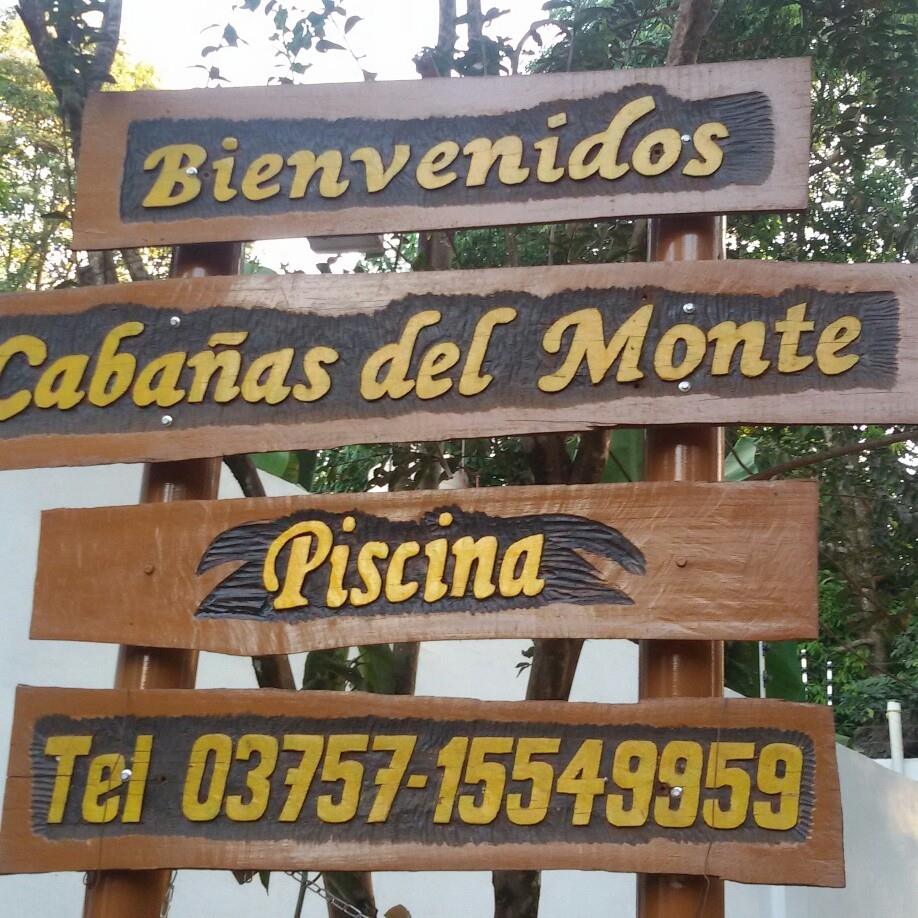 Bienvenidos
Cabañas del Monte
Piscina
Tel 03757-15549959